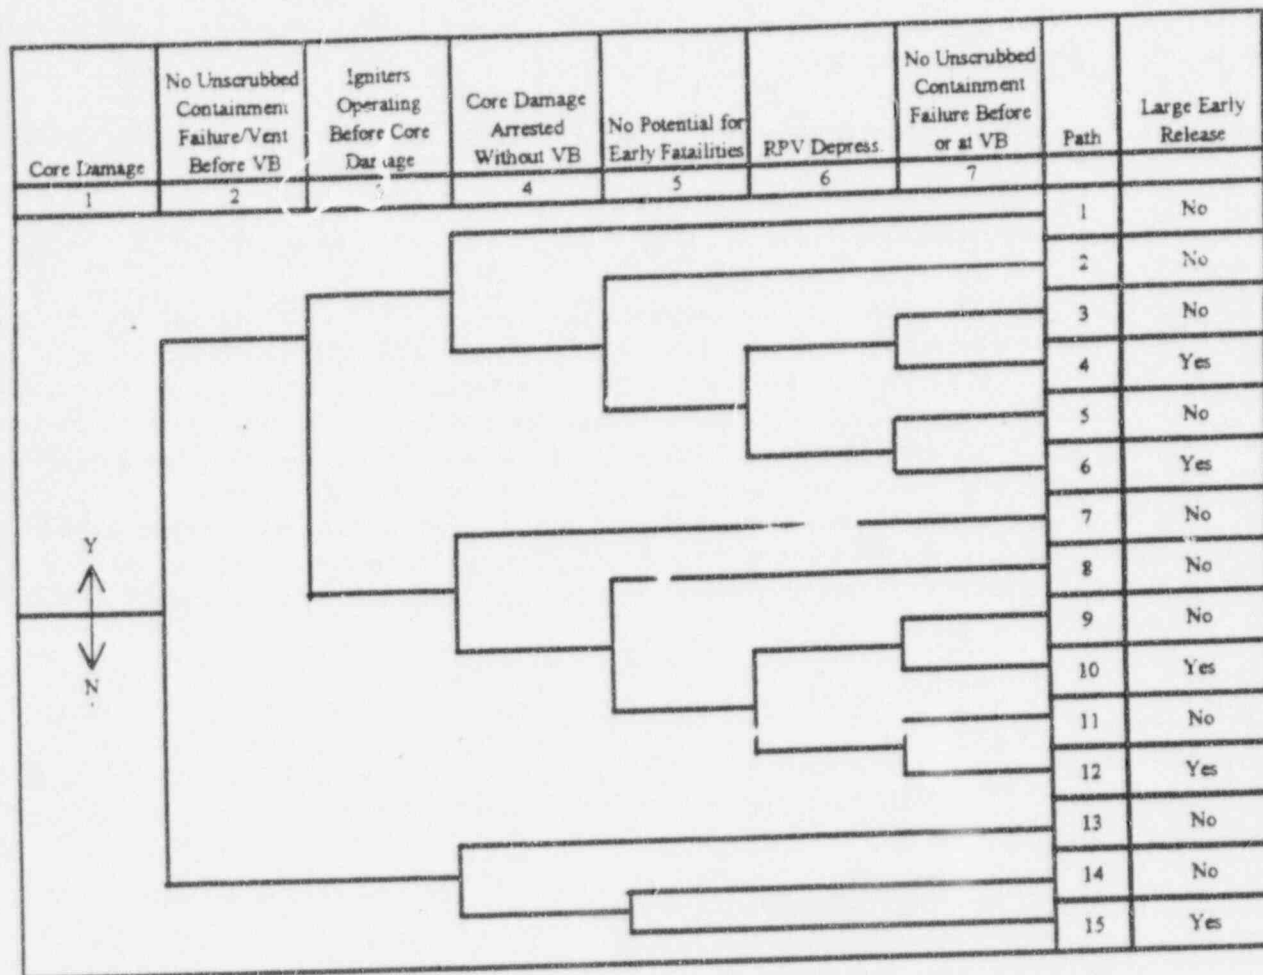 Core Damage
No Unscrubbed
Containment
Failure/Vent
Before VB
Igniters
Operating
Before Core
Damage
Core Damage
Arrested
Without VB
No Potential for
Early Fatailities
RPV Depress.
No Unscrubbed
Containment
Failure Before
or at VB
Path
Large Early
Release
1 2 3 4 5 6 7
1 No
2 No
3 No
4 Yes
5 No
6 Yes
7 No
8 No
9 No
10 Yes
11 No
12 Yes
13 No
14 No
15 Yes
Y
N